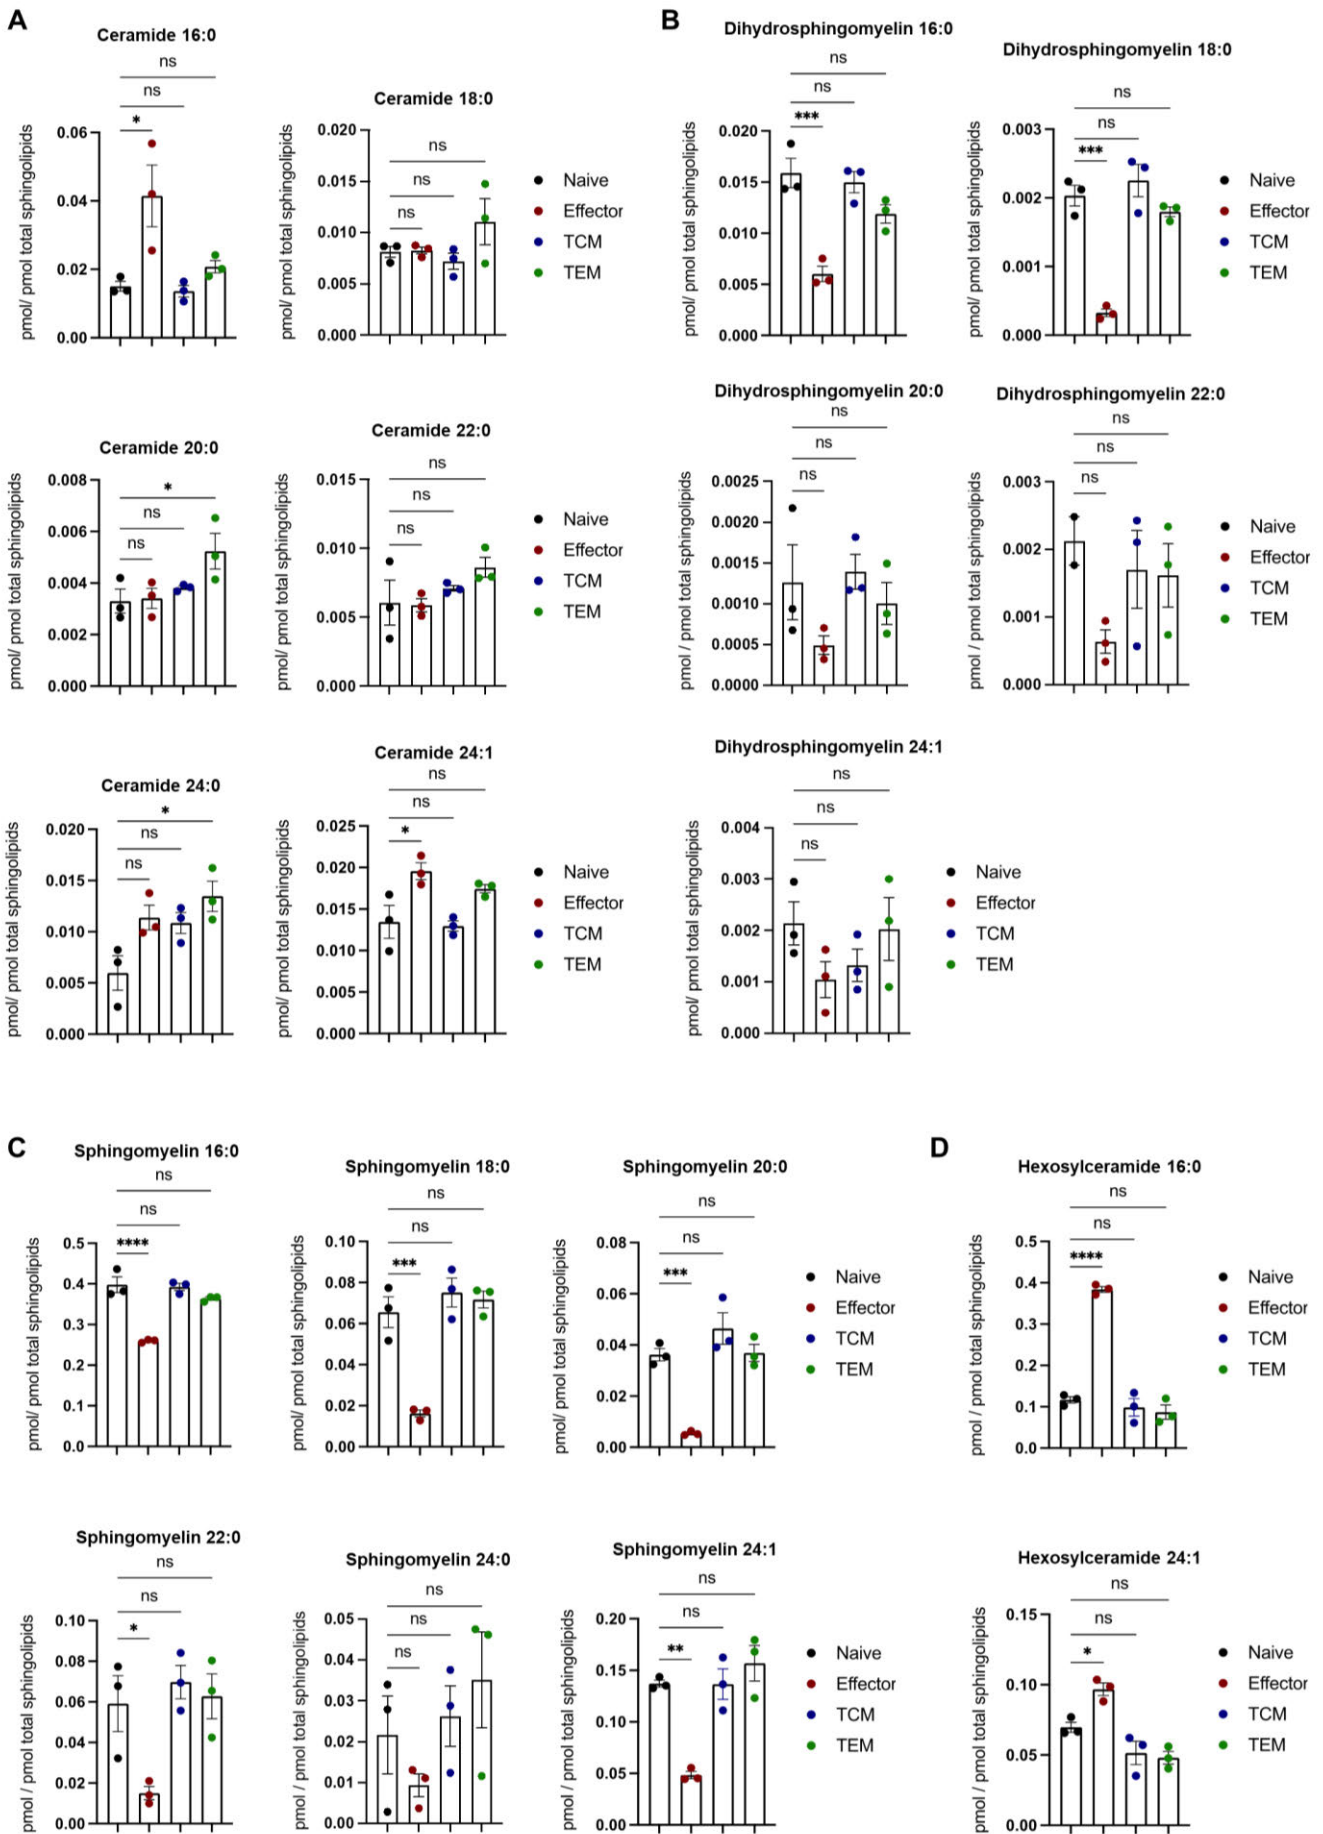 A
Ceramide 16:0
ns
ns
*
pmol/ pmol total sphingolipids
0.06
0.04
0.02
0.00
Ceramide 18:0
ns
ns
ns
pmol/ pmol total sphingolipids
0.020
0.015
0.010
0.005
0.000
Naive
Effector
TCM
TEM
B
Dihydrosphingomyelin 16:0
ns
ns
***
pmol/ pmol total sphingolipids
0.020
0.015
0.010
0.005
0.000
Dihydrosphingomyelin 18:0
ns
ns
***
pmol/ pmol total sphingolipids
0.003
0.002
0.001
0.000
Naive
Effector
TCM
TEM
Ceramide 20:0
*
ns
ns
pmol/ pmol total sphingolipids
0.008
0.006
0.004
0.002
0.000
Ceramide 22:0
ns
ns
ns
pmol/ pmol total sphingolipids
0.015
0.010
0.005
0.000
Naive
Effector
TCM
TEM
Dihydrosphingomyelin 20:0
ns
ns
ns
pmol / pmol total sphingolipids
0.0025
0.0020
0.0015
0.0010
0.0005
0.0000
Dihydrosphingomyelin 22:0
ns
ns
ns
pmol / pmol total sphingolipids
0.003
0.002
0.001
0.000
Naive
Effector
TCM
TEM
Ceramide 24:0
*
ns
ns
pmol/ pmol total sphingolipids
0.020
0.015
0.010
0.005
0.000
Ceramide 24:1
ns
ns
*
pmol/ pmol total sphingolipids
0.025
0.020
0.015
0.010
0.005
0.000
Naive
Effector
TCM
TEM
Dihydrosphingomyelin 24:1
ns
ns
ns
pmol/ pmol total sphingolipids
0.004
0.003
0.002
0.001
0.000
Naive
Effector
TCM
TEM
C
Sphingomyelin 16:0
ns
ns
****
pmol/ pmol total sphingolipids
0.5
0.4
0.3
0.2
0.1
0.0
Sphingomyelin 18:0
ns
ns
***
pmol/ pmol total sphingolipids
0.10
0.08
0.06
0.04
0.02
0.00
Sphingomyelin 20:0
ns
ns
***
pmol/ pmol total sphingolipids
0.08
0.06
0.04
0.02
0.00
Naive
Effector
TCM
TEM
D
Hexosylceramide 16:0
ns
ns
****
pmol / pmol total sphingolipids
0.5
0.4
0.3
0.2
0.1
0.0
Naive
Effector
TCM
TEM
Sphingomyelin 22:0
ns
ns
*
pmol / pmol total sphingolipids
0.10
0.08
0.06
0.04
0.02
0.00
Sphingomyelin 24:0
ns
ns
ns
pmol / pmol total sphingolipids
0.05
0.04
0.03
0.02
0.01
0.00
Sphingomyelin 24:1
ns
ns
**
pmol / pmol total sphingolipids
0.20
0.15
0.10
0.05
0.00
Naive
Effector
TCM
TEM
Hexosylceramide 24:1
ns
ns
*
pmol / pmol total sphingolipids
0.15
0.10
0.05
0.00
Naive
Effector
TCM
TEM